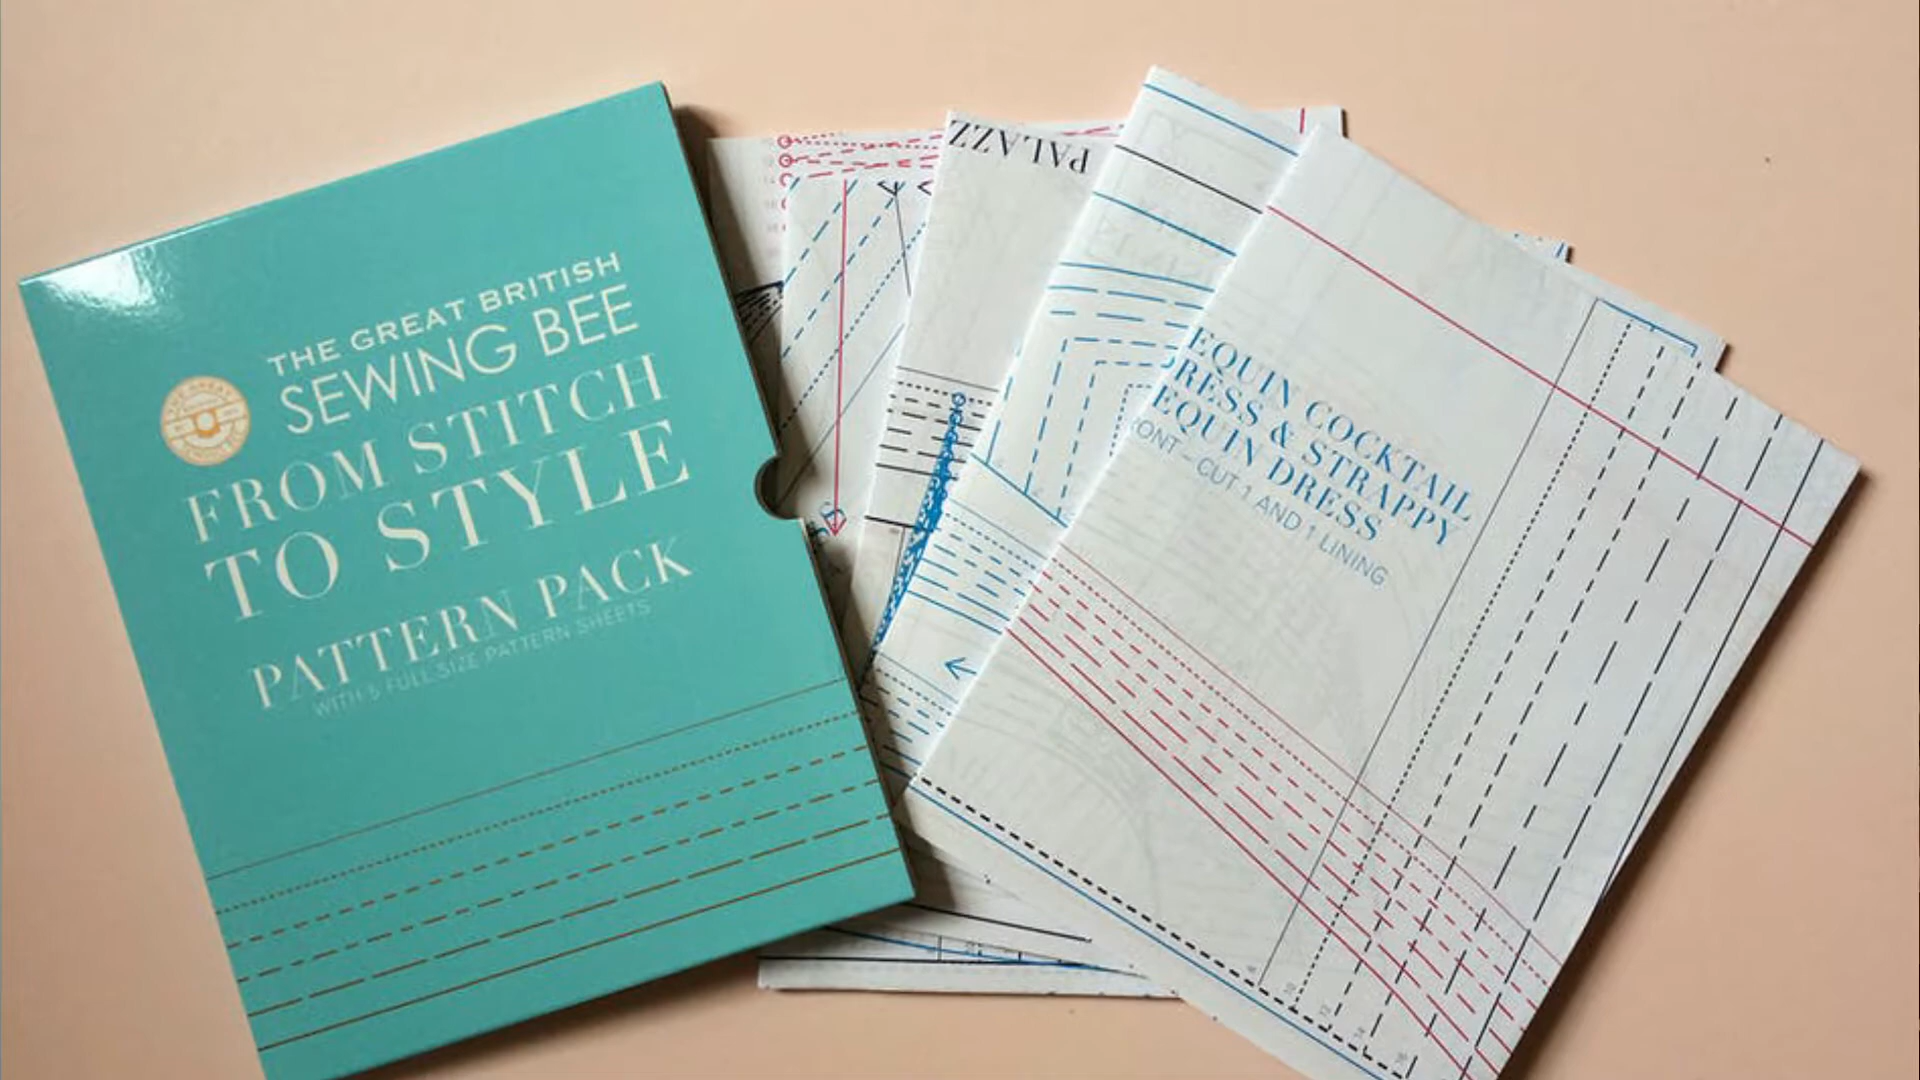 THE GREAT BRITISH
SEWING BEE
FROM STITCH
TO STYLE
PATTERN PACK
WITH 5 FULL SIZE PATTERN SHEETS
PALAZZ
EQUIN COCKTAIL
DRESS & STRAPPY
EQUIN DRESS
ONT – CUT 1 AND 1 LINING